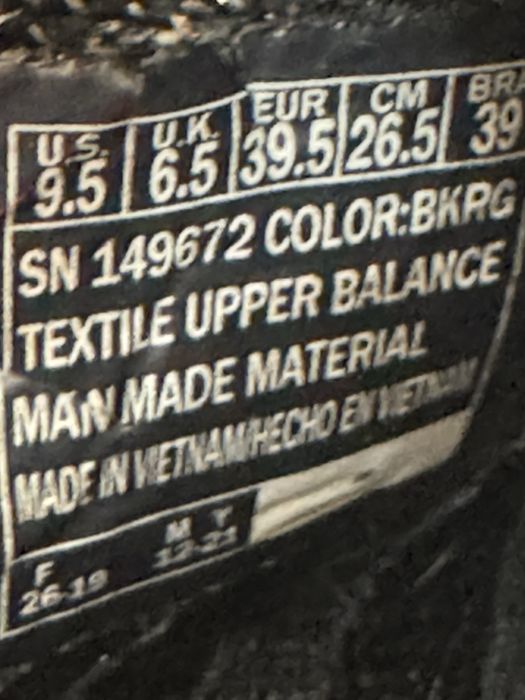 U.S. U.K. EUR CM BR
9.5 6.5 39.5 26.5 39
SN 149672 COLOR:BKRG
TEXTILE UPPER BALANCE
MAN MADE MATERIAL
MADE IN VIETNAM/HECHO EN VIETNAM
F M Y
26-19 12-21